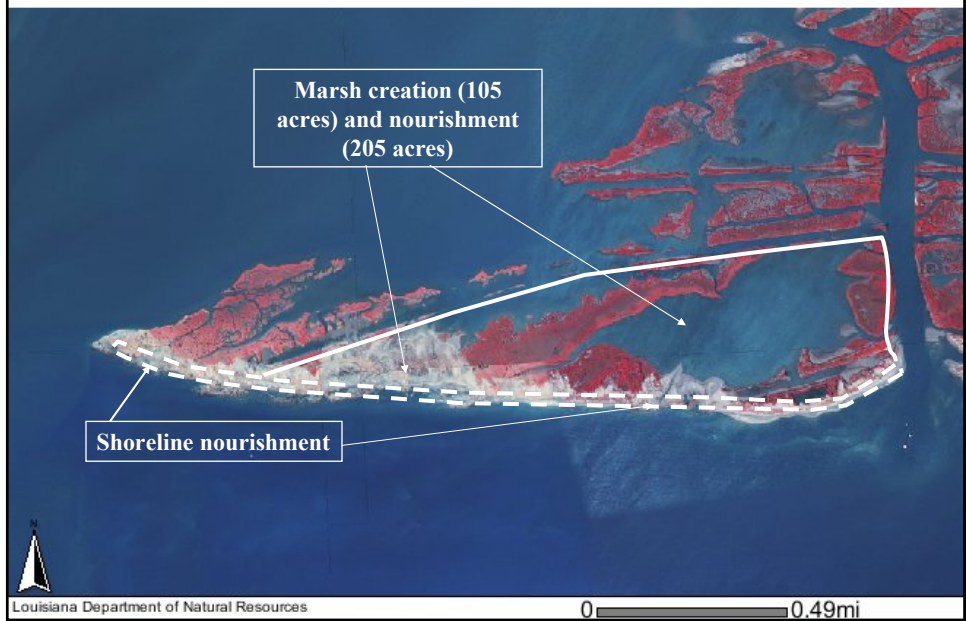 Marsh creation (105
acres) and nourishment
(205 acres)
Shoreline nourishment
N
Louisiana Department of Natural Resources
0 0.49mi